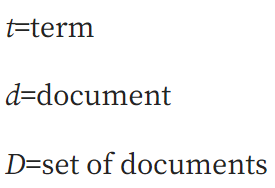 t=term
d=document
D=set of documents